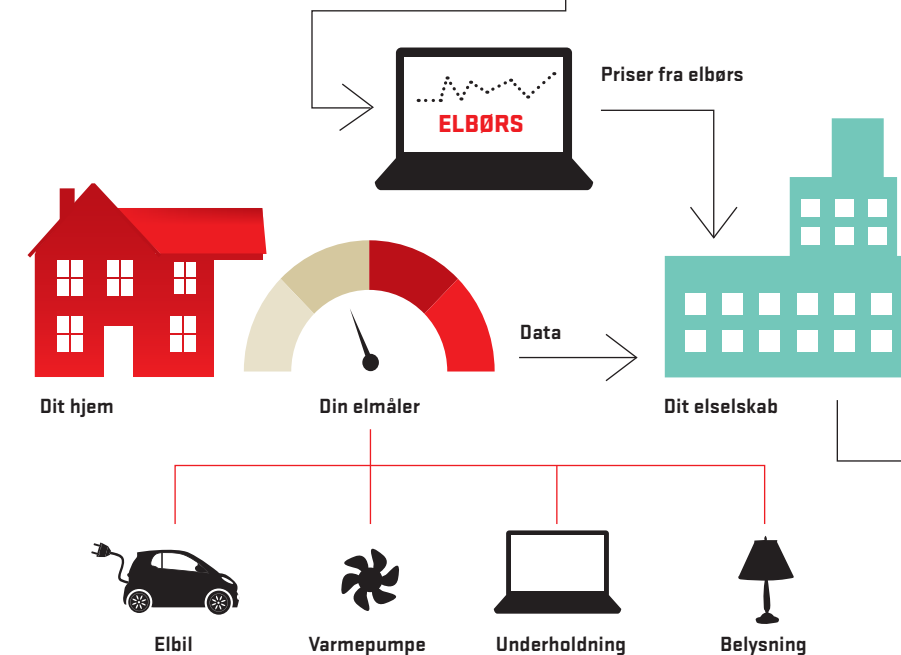 Priser fra elbørs
ELBØRS
Data
Dit hjem
Din elmåler
Dit elselskab
Elbil
Varmepumpe
Underholdning
Belysning